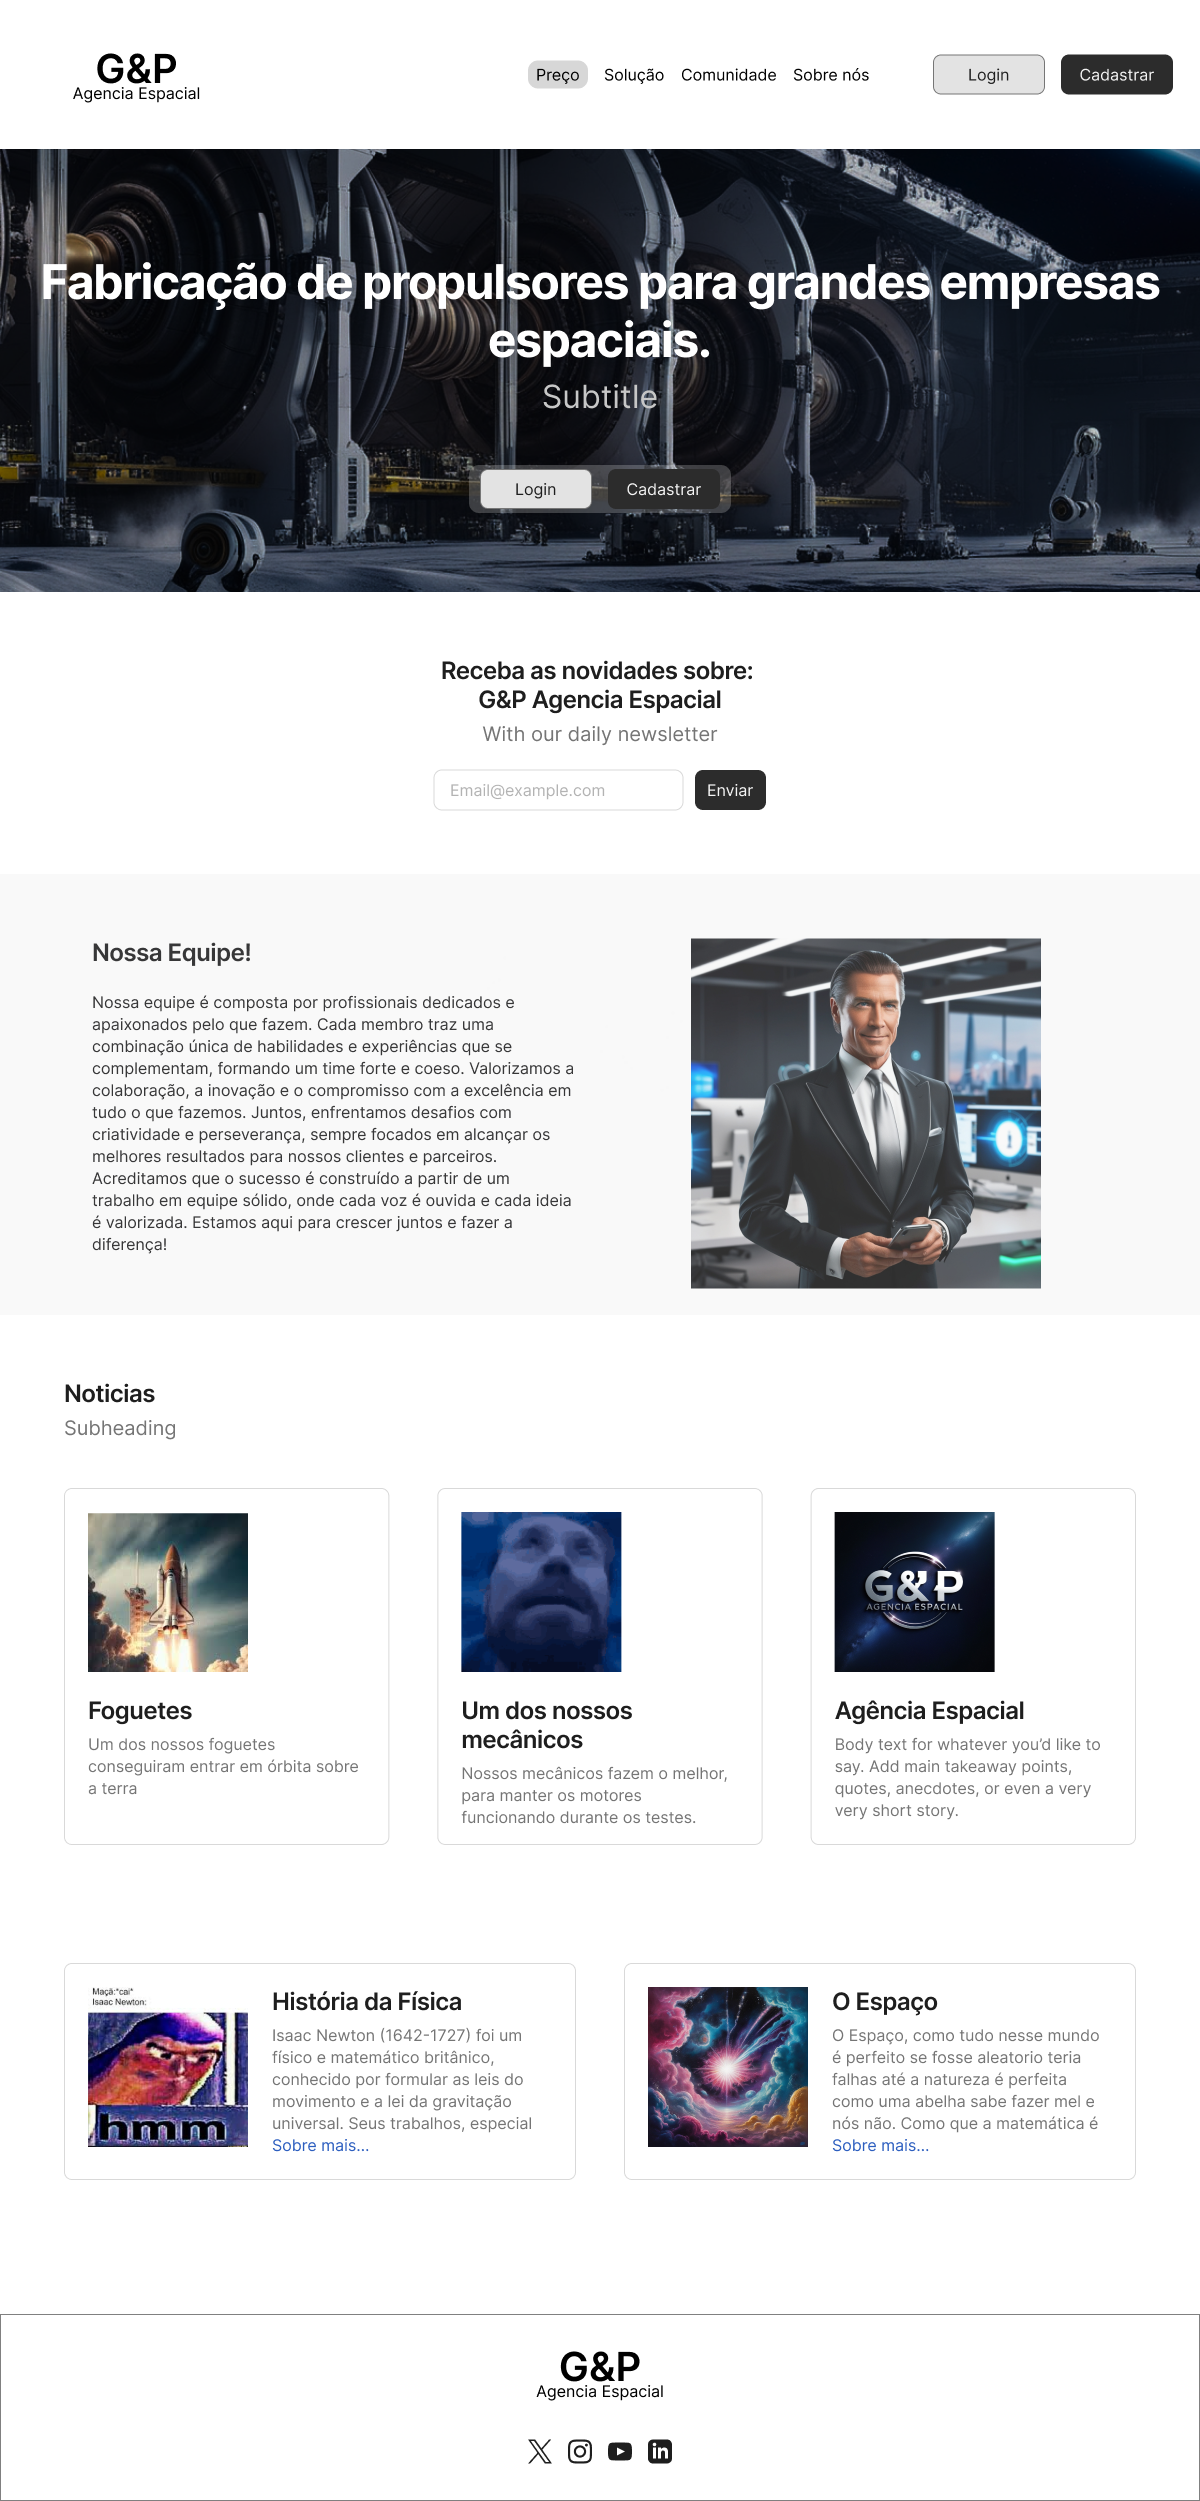 G&P
Agencia Espacial
Preço
Solução
Comunidade
Sobre nós
Login
Cadastrar
Fabricação de propulsores para grandes empresas
espaciais.
Subtitle
Login
Cadastrar
Receba as novidades sobre:
G&P Agencia Espacial
With our daily newsletter
Email@example.com
Enviar
Nossa Equipe!
Nossa equipe é composta por profissionais dedicados e
apaixonados pelo que fazem. Cada membro traz uma
combinação única de habilidades e experiências que se
complementam, formando um time forte e coeso. Valorizamos a
colaboração, a inovação e o compromisso com a excelência em
tudo o que fazemos. Juntos, enfrentamos desafios com
criatividade e perseverança, sempre focados em alcançar os
melhores resultados para nossos clientes e parceiros.
Acreditamos que o sucesso é construído a partir de um
trabalho em equipe sólido, onde cada voz é ouvida e cada ideia
é valorizada. Estamos aqui para crescer juntos e fazer a
diferença!
Noticias
Subheading
Foguetes
Um dos nossos foguetes
conseguiram entrar em órbita sobre
a terra
Um dos nossos
mecânicos
Nossos mecânicos fazem o melhor,
para manter os motores
funcionando durante os testes.
G&P
AGENCIA ESPACIAL
Agência Espacial
Body text for whatever you’d like to
say. Add main takeaway points,
quotes, anecdotes, or even a very
very short story.
Maçã:*cai*
Isaac Newton:
hmm
História da Física
Isaac Newton (1642-1727) foi um
físico e matemático britânico,
conhecido por formular as leis do
movimento e a lei da gravitação
universal. Seus trabalhos, especial
Sobre mais...
O Espaço
O Espaço, como tudo nesse mundo
é perfeito se fosse aleatorio teria
falhas até a natureza é perfeita
como uma abelha sabe fazer mel e
nós não. Como que a matemática é
Sobre mais...
G&P
Agencia Espacial